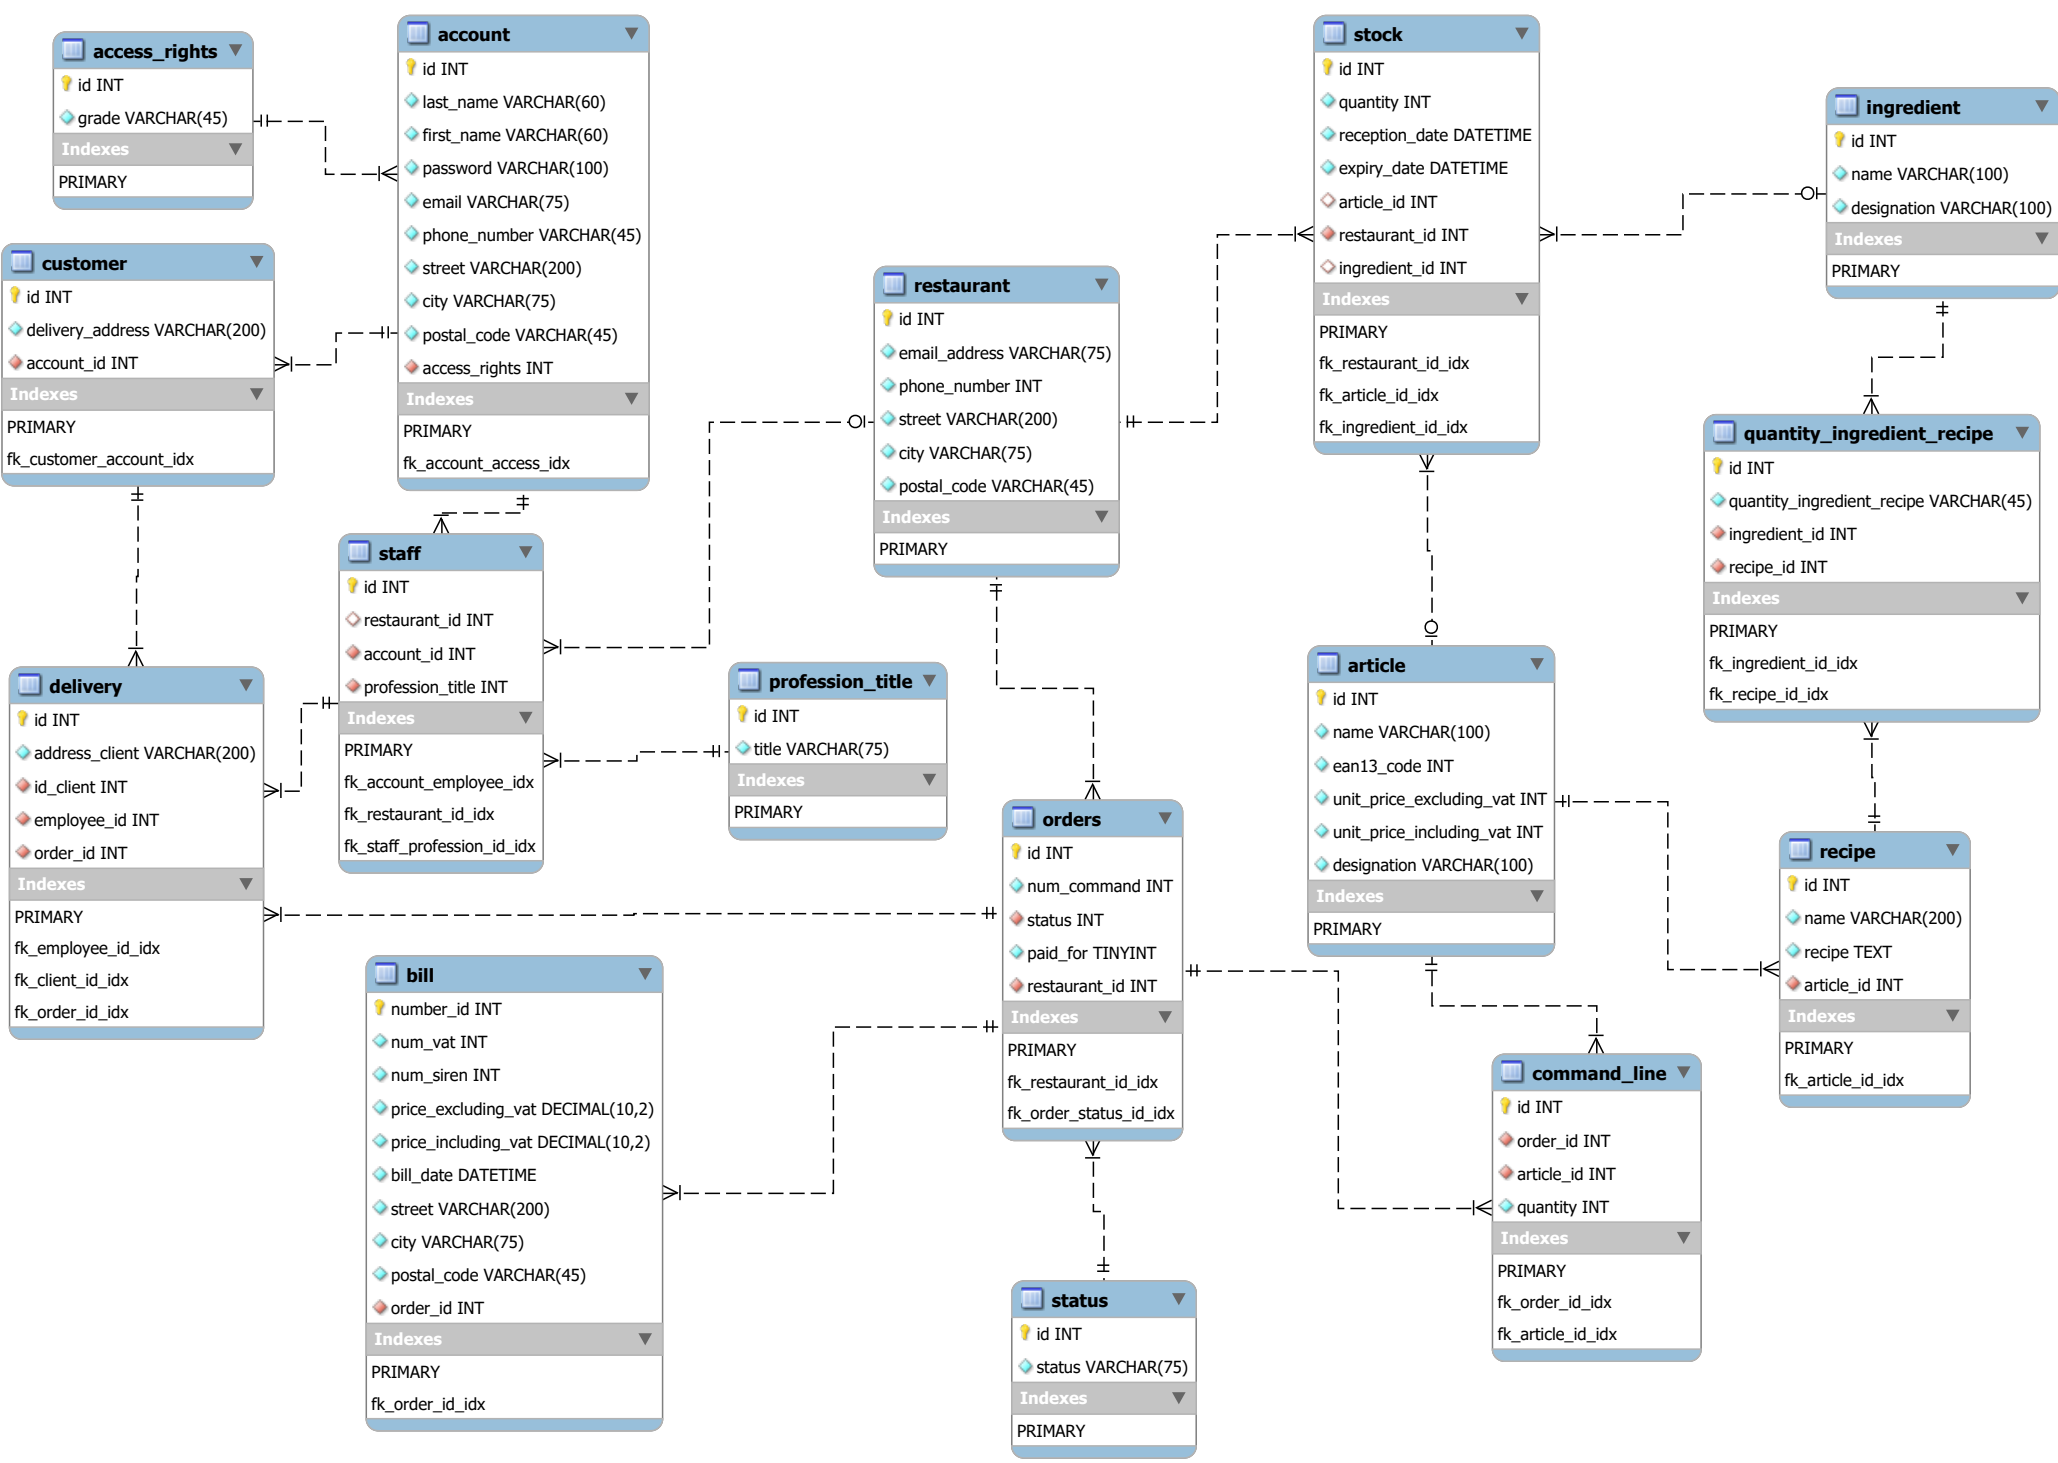 access_rights
id INT
grade VARCHAR(45)
Indexes
PRIMARY
account
id INT
last_name VARCHAR(60)
first_name VARCHAR(60)
password VARCHAR(100)
email VARCHAR(75)
phone_number VARCHAR(45)
street VARCHAR(200)
city VARCHAR(75)
postal_code VARCHAR(45)
access_rights INT
Indexes
PRIMARY
fk_account_access_idx
stock
id INT
quantity INT
reception_date DATETIME
expiry_date DATETIME
article_id INT
restaurant_id INT
ingredient_id INT
Indexes
PRIMARY
fk_restaurant_id_idx
fk_article_id_idx
fk_ingredient_id_idx
ingredient
id INT
name VARCHAR(100)
designation VARCHAR(100)
Indexes
PRIMARY
customer
id INT
delivery_address VARCHAR(200)
account_id INT
Indexes
PRIMARY
fk_customer_account_idx
restaurant
id INT
email_address VARCHAR(75)
phone_number INT
street VARCHAR(200)
city VARCHAR(75)
postal_code VARCHAR(45)
Indexes
PRIMARY
quantity_ingredient_recipe
id INT
quantity_ingredient_recipe VARCHAR(45)
ingredient_id INT
recipe_id INT
Indexes
PRIMARY
fk_ingredient_id_idx
fk_recipe_id_idx
staff
id INT
restaurant_id INT
account_id INT
profession_title INT
Indexes
PRIMARY
fk_account_employee_idx
fk_restaurant_id_idx
fk_staff_profession_id_idx
delivery
id INT
address_client VARCHAR(200)
id_client INT
employee_id INT
order_id INT
Indexes
PRIMARY
fk_employee_id_idx
fk_client_id_idx
fk_order_id_idx
profession_title
id INT
title VARCHAR(75)
Indexes
PRIMARY
article
id INT
name VARCHAR(100)
ean13_code INT
unit_price_excluding_vat INT
unit_price_including_vat INT
designation VARCHAR(100)
Indexes
PRIMARY
orders
id INT
num_command INT
status INT
paid_for TINYINT
restaurant_id INT
Indexes
PRIMARY
fk_restaurant_id_idx
fk_order_status_id_idx
recipe
id INT
name VARCHAR(200)
recipe TEXT
article_id INT
Indexes
PRIMARY
fk_article_id_idx
bill
number_id INT
num_vat INT
num_siren INT
price_excluding_vat DECIMAL(10,2)
price_including_vat DECIMAL(10,2)
bill_date DATETIME
street VARCHAR(200)
city VARCHAR(75)
postal_code VARCHAR(45)
order_id INT
Indexes
PRIMARY
fk_order_id_idx
command_line
id INT
order_id INT
article_id INT
quantity INT
Indexes
PRIMARY
fk_order_id_idx
fk_article_id_idx
status
id INT
status VARCHAR(75)
Indexes
PRIMARY